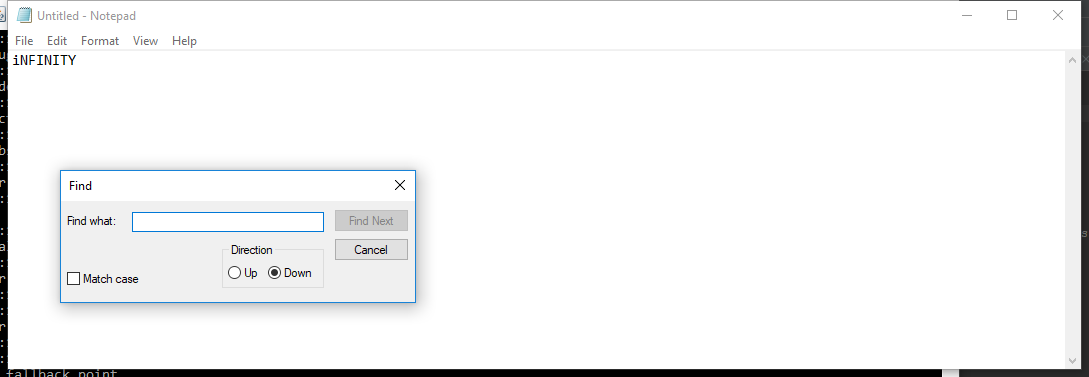 Untitled - Notepad
File Edit Format View Help
iNFINITY
Find
Find what:
Find Next
Direction
Cancel
Up Down
Match case
fallback point